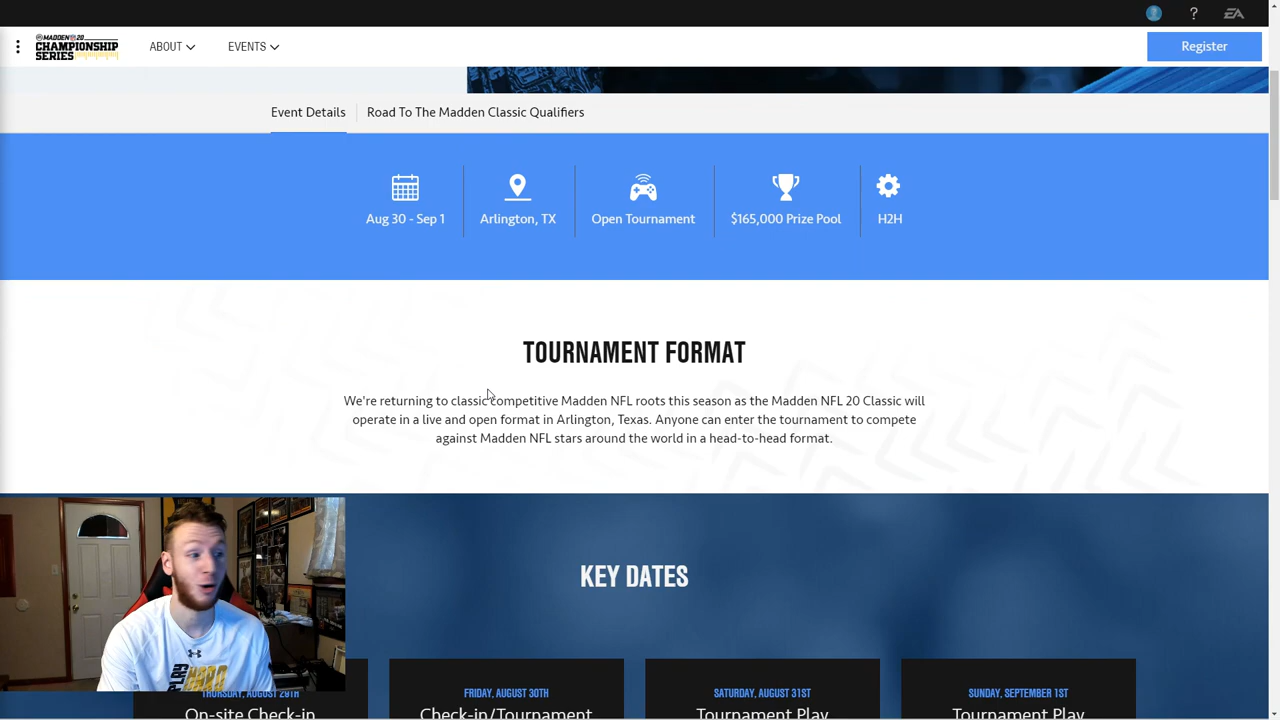 EA
MADDEN 20
CHAMPIONSHIP
SERIES
ABOUT
EVENTS
Register
Event Details
Road To The Madden Classic Qualifiers
Aug 30 - Sep 1
Arlington, TX
Open Tournament
$165,000 Prize Pool
H2H
TOURNAMENT FORMAT
We're returning to classic competitive Madden NFL roots this season as the Madden NFL 20 Classic will
operate in a live and open format in Arlington, Texas. Anyone can enter the tournament to compete
against Madden NFL stars around the world in a head-to-head format.
KEY DATES
THURSDAY, AUGUST 29TH
On-site Check-in
FRIDAY, AUGUST 30TH
Check-in/Tournament
SATURDAY, AUGUST 31ST
Tournament Play
SUNDAY, SEPTEMBER 1ST
Tournament Play